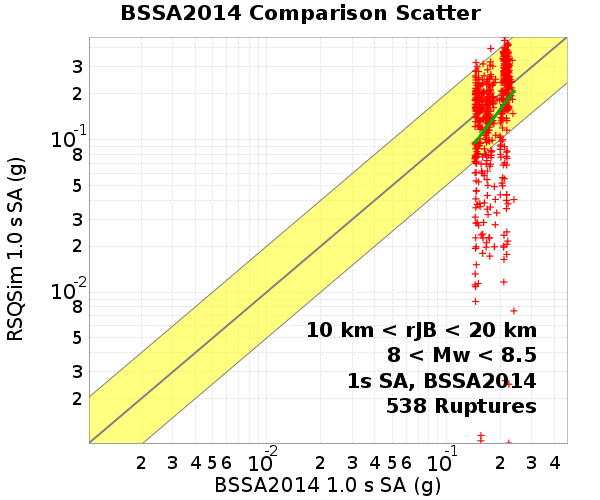 BSSA2014 Comparison Scatter
RSQSim 1.0 s SA (g)
3
2
10-1
8
5
3
2
10-2
8
5
3
2
10 km < rJB < 20 km
8 < Mw < 8.5
1s SA, BSSA2014
538 Ruptures
2 3 4 5 6 10-2 2 3 4 5 6 10-1 2 3 4
BSSA2014 1.0 s SA (g)